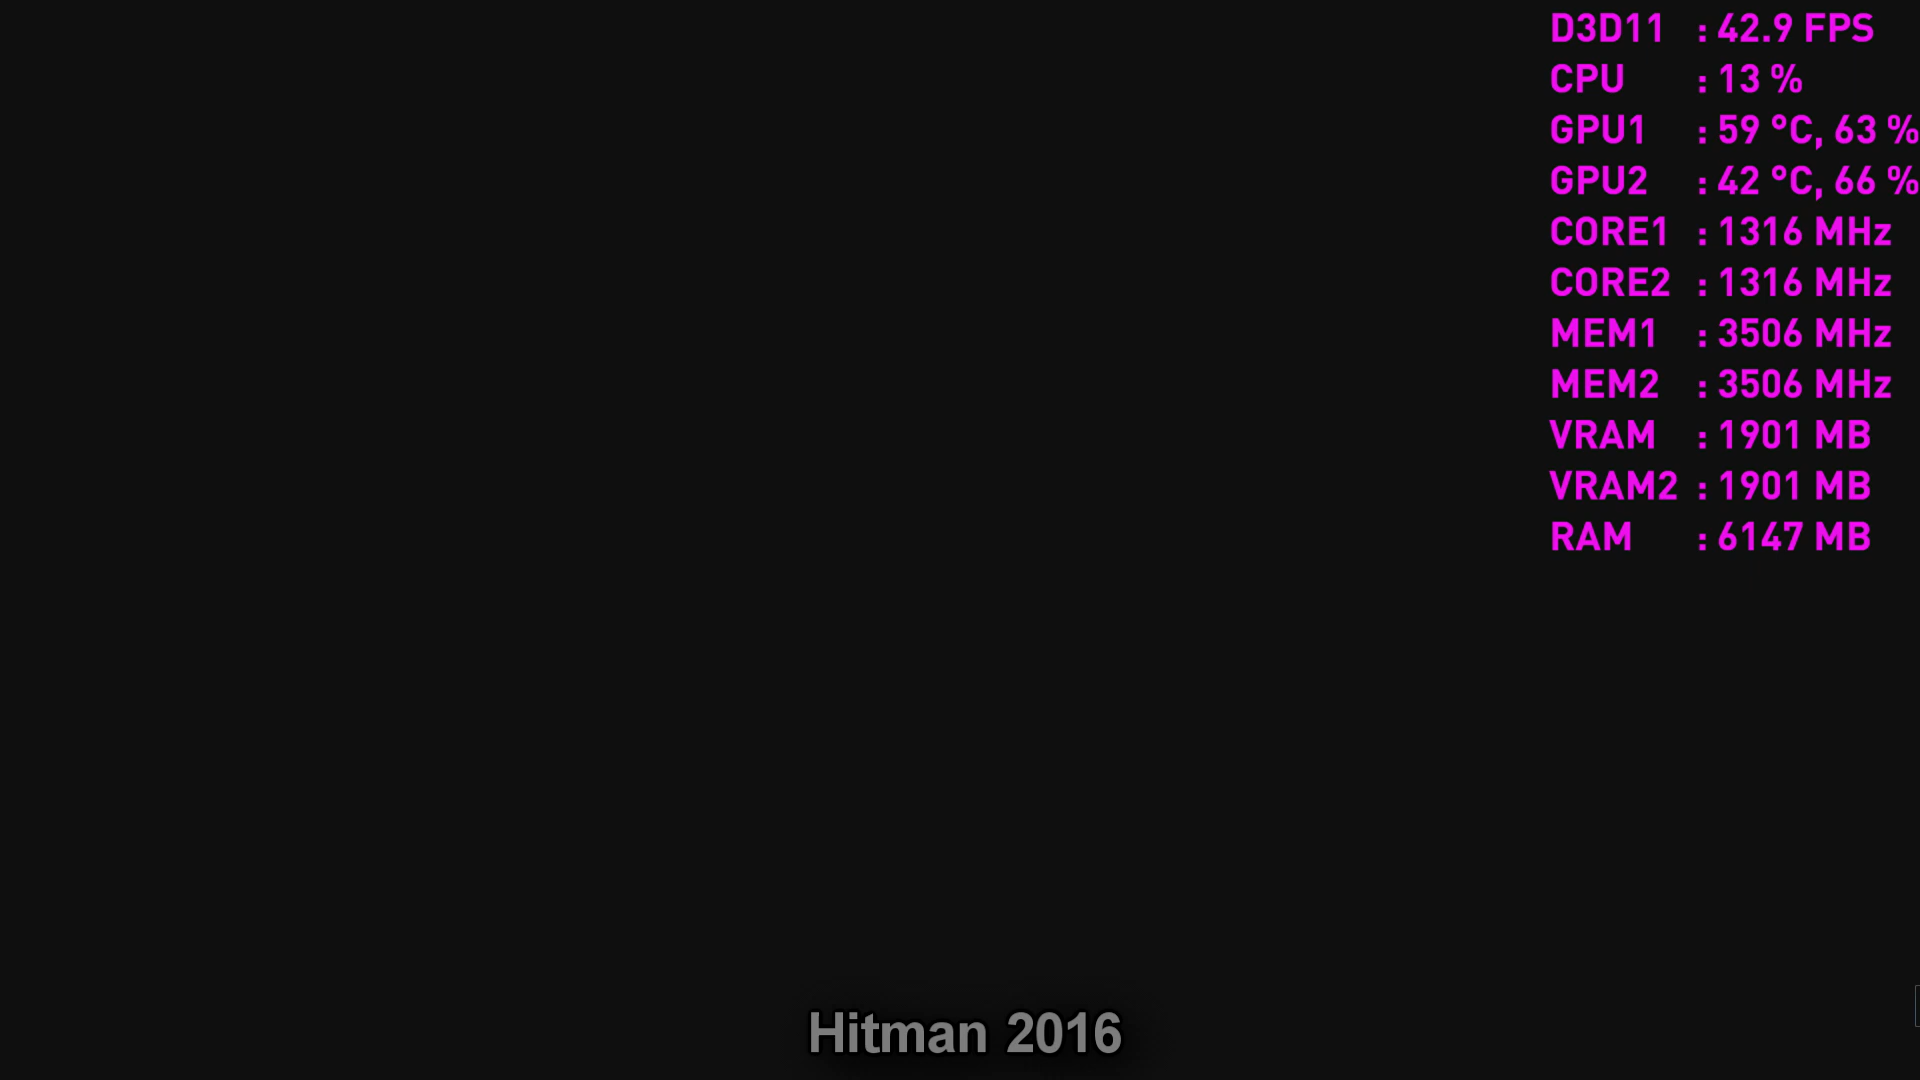 D3D11 : 42.9 FPS
CPU : 13 %
GPU1 : 59 °C, 63 %
GPU2 : 42 °C, 66 %
CORE1 : 1316 MHz
CORE2 : 1316 MHz
MEM1 : 3506 MHz
MEM2 : 3506 MHz
VRAM : 1901 MB
VRAM2 : 1901 MB
RAM : 6147 MB
Hitman 2016